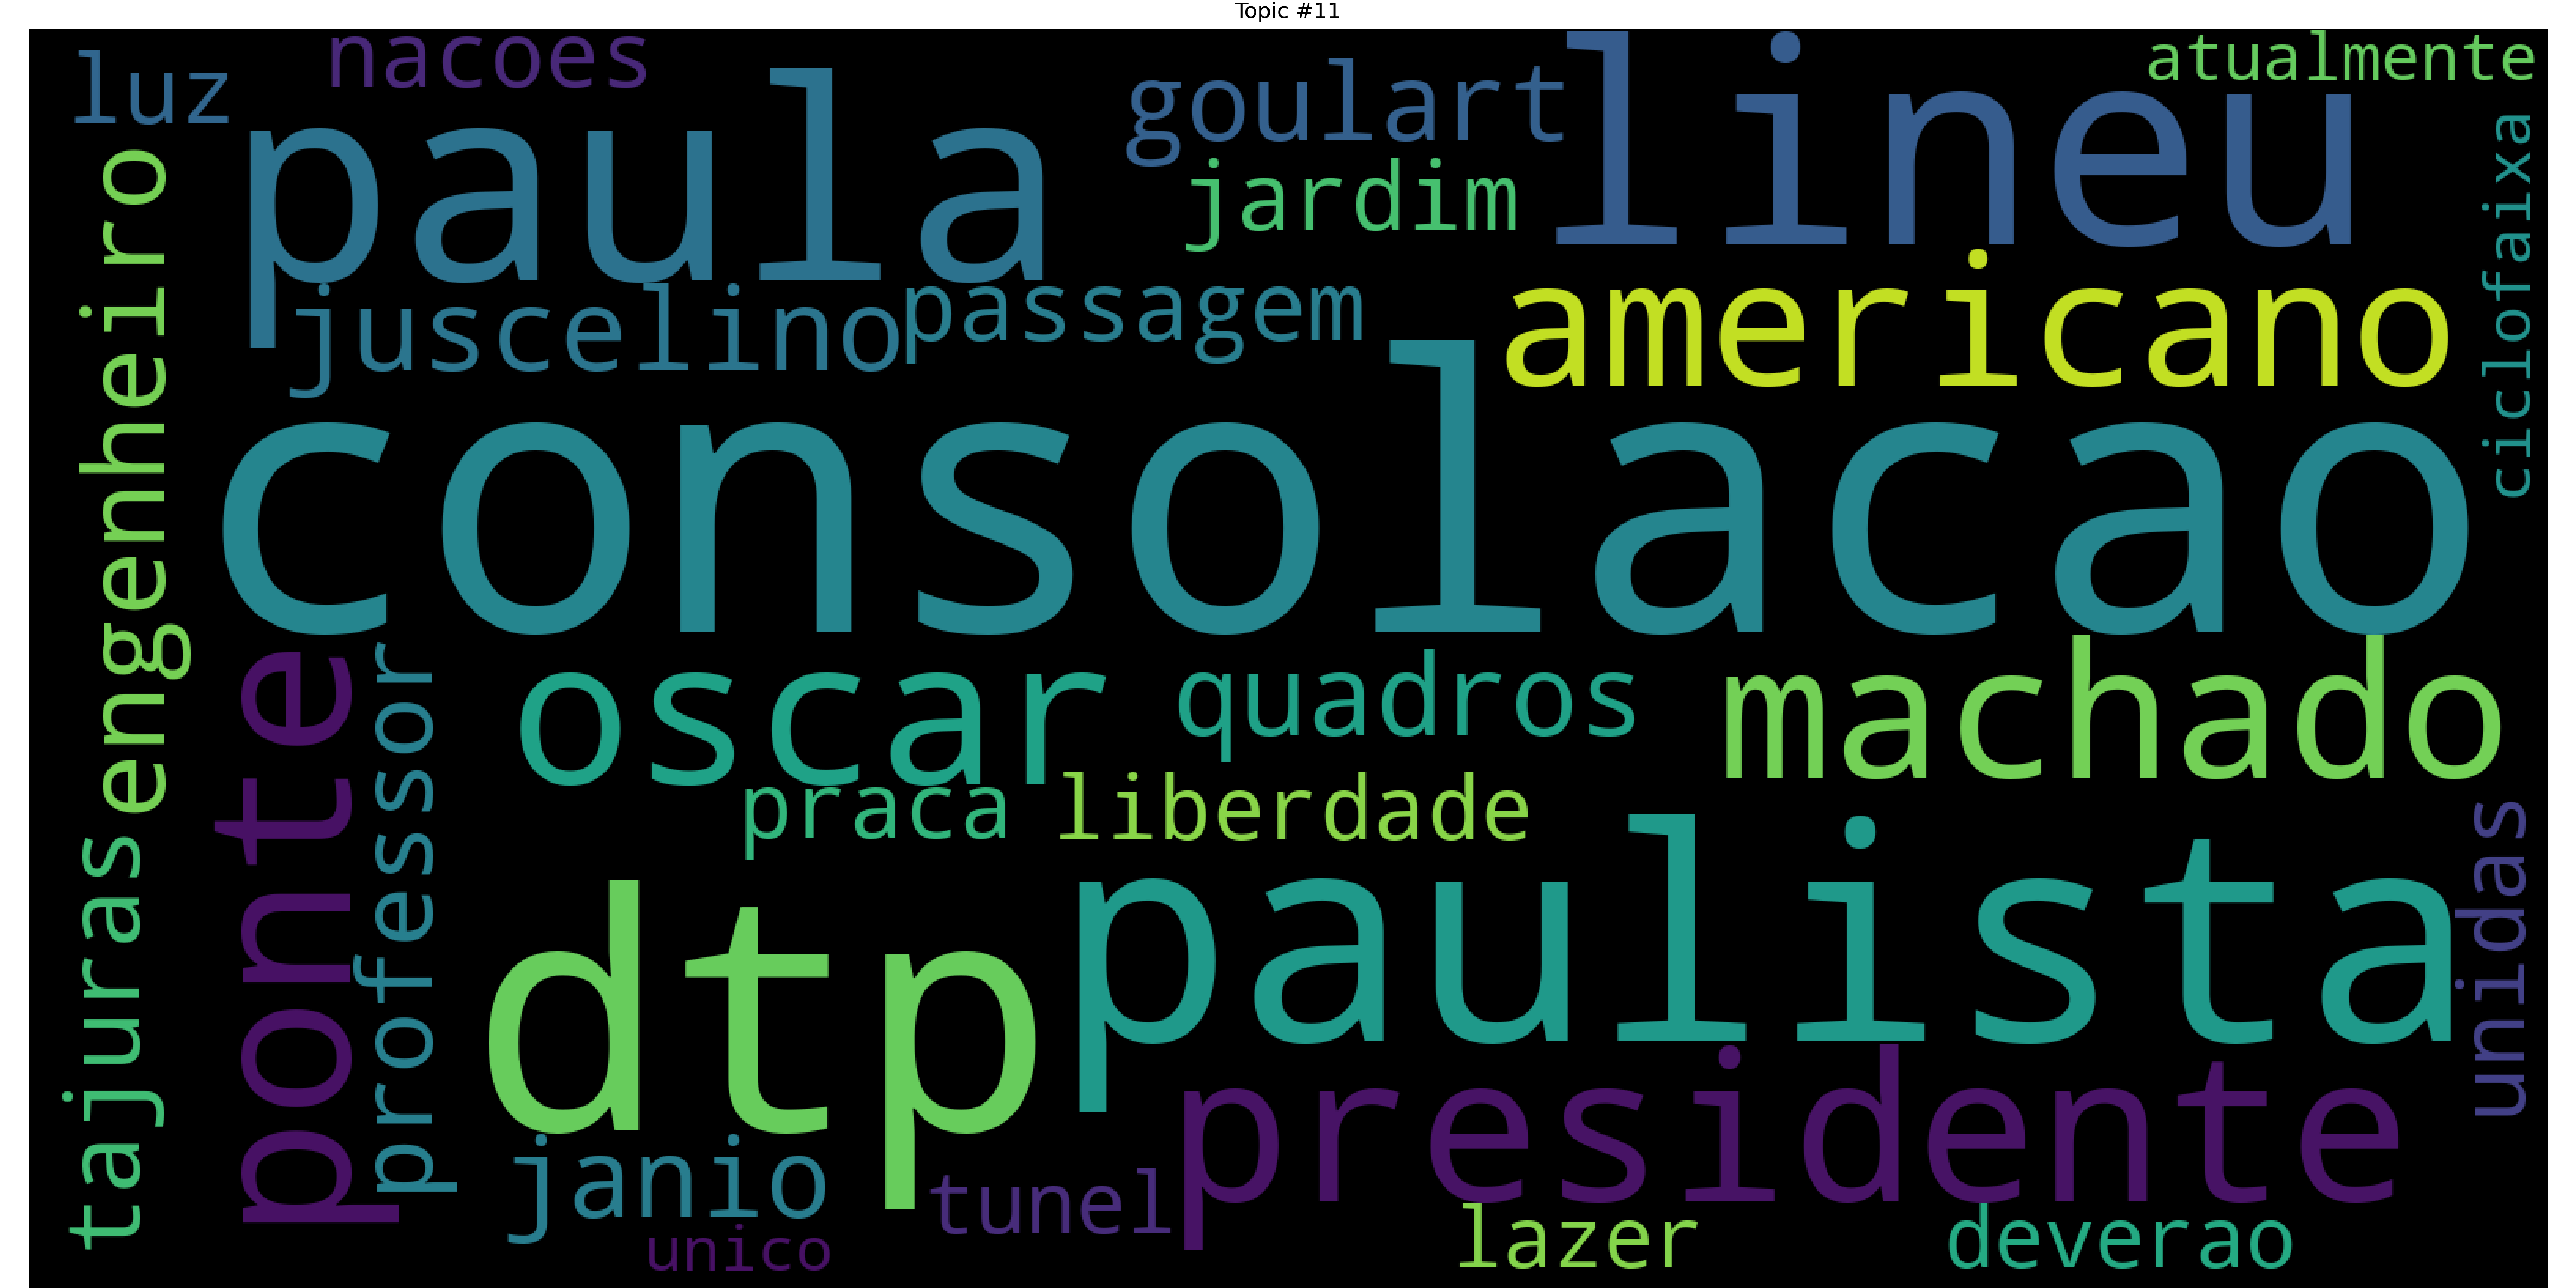 Topic #11
luz
nacoes
paula
goulart
jardim
lineu
atualmente
ciclofaixa
engenheiro
juscelino
passagem
americano
consolacao
oscar
quadros
machado
praca
liberdade
ponte
professor
tajuras
dtp
paulista
unidas
presidente
janio
tunel
unico
lazer
deverao